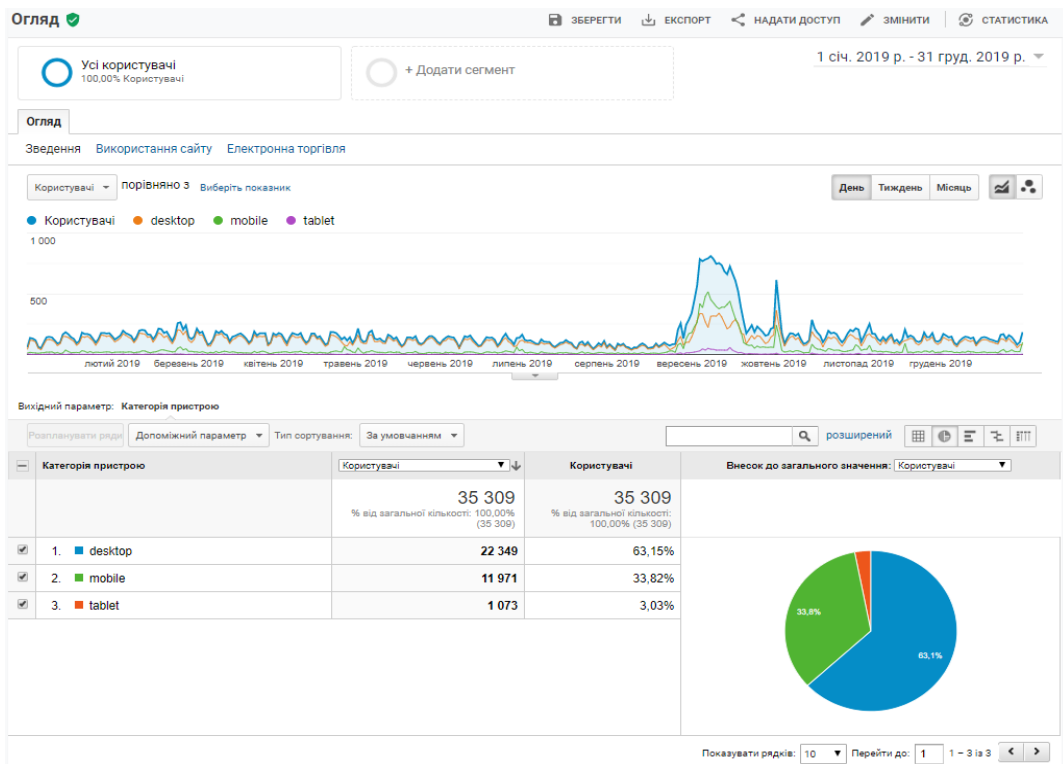 Огляд
ЗБЕРЕГТИ ЕКСПОРТ НАДАТИ ДОСТУП ЗМІНИТИ СТАТИСТИКА
Усі користувачі
100,00% Користувачі
+ Додати сегмент
1 січ. 2019 р. - 31 груд. 2019 р.
Огляд
Зведення Використання сайту Електронна торгівля
Користувачі порівняно з Виберіть показник
День Тиждень Місяць
Користувачі desktop mobile tablet
1 000
500
лютий 2019 березень 2019 квітень 2019 травень 2019 червень 2019 липень 2019 серпень 2019 вересень 2019 жовтень 2019 листопад 2019 грудень 2019
Вихідний параметр: Категорія пристрою
Розпланувати ряди Допоміжний параметр Тип сортування: За умовчанням розширений
Категорія пристрою Користувачі Користувачі Внесок до загального значення: Користувачі
35 309 35 309
% від загальної кількості: 100,00% % від загальної кількості:
(35 309) 100,00% (35 309)
1. desktop 22 349 63,15%
2. mobile 11 971 33,82%
3. tablet 1 073 3,03%
33,8%
63,1%
Показувати рядків: 10 Перейти до: 1 1 – 3 із 3